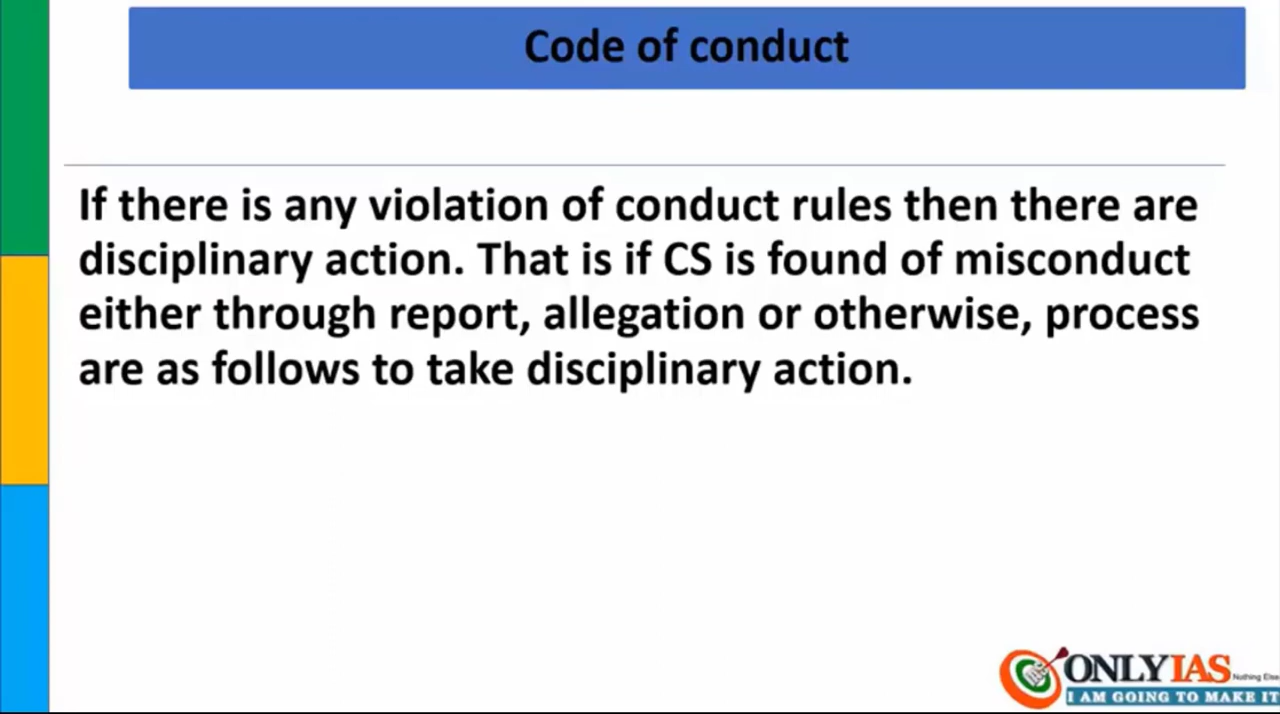 Code of conduct
If there is any violation of conduct rules then there are
disciplinary action. That is if CS is found of misconduct
either through report, allegation or otherwise, process
are as follows to take disciplinary action.
ONLYIAS
Nothing Else
I AM GOING TO MAKE IT